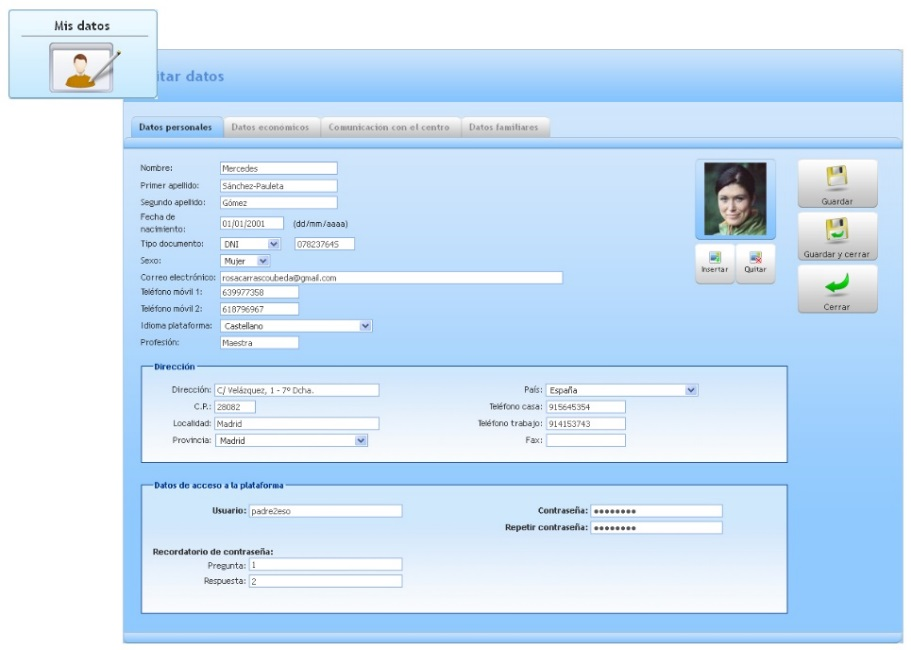 Mis datos
itar datos
Datos personales Datos económicos Comunicacion con el centro Datos familiares
Nombre: Mercedes
Primer apellido: Sánchez-Pauleta
Segundo apellido: Gómez
Fecha de
nacimiento: 01/01/2001 (dd/mm/aaaa)
Tipo documento: DNI 078237645
Sexo: Mujer
Correo electrónico: rosacarrascoubeda@gmail.com
Teléfono móvil 1: 639977358
Teléfono móvil 2: 618796967
Idioma plataforma: Castellano
Profesión: Maestra
Insertar Quitar
Guardar
Guardar y cerrar
Cerrar
Dirección
Dirección: C/ Velázquez, 1 - 7º Dcha. País: España
C.P.: 28082 Teléfono casa: 915645354
Localidad: Madrid Teléfono trabajo: 914153743
Provincia: Madrid Fax:
Datos de acceso a la plataforma
Usuario: padre2eso Contraseña: ●●●●●●●●
Repetir contraseña: ●●●●●●●●
Recordatorio de contraseña:
Pregunta: 1
Respuesta: 2